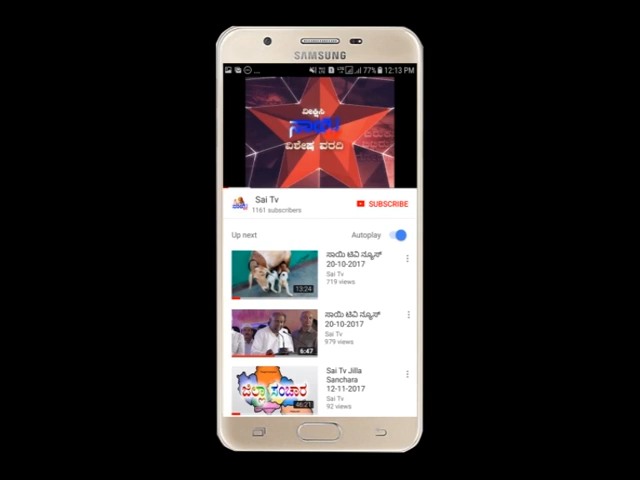 SAMSUNG
77% 12:13 PM
ವೀಕ್ಷಿಸಿ
ವಿಶೇಷ ವರದಿ
Sai Tv
1161 subscribers
SUBSCRIBE
Up next
Autoplay
13:24
ಸಾಯಿ ಟಿವಿ ನ್ಯೂಸ್
20-10-2017
Sai Tv
719 views
6:47
ಸಾಯಿ ಟಿವಿ ನ್ಯೂಸ್
20-10-2017
Sai Tv
979 views
ಜಿಲ್ಲಾ ಸಂಚಾರ
46:21
Sai Tv Jilla
Sanchara
12-11-2017
Sai Tv
92 views